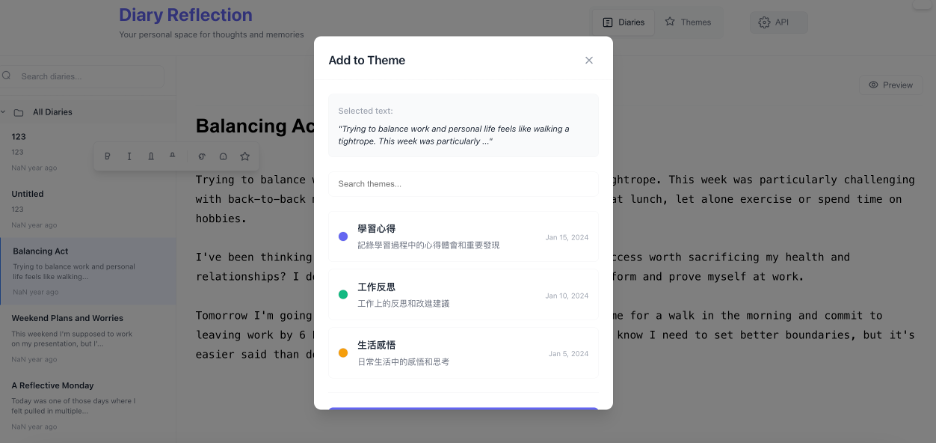 Diary Reflection
Your personal space for thoughts and memories
Diaries
Themes
API
Search diaries...
All Diaries
123
123
NaN year ago
Untitled
123
NaN year ago
Balancing Act
Trying to balance work and personal
life feels like walking...
NaN year ago
Weekend Plans and Worries
This weekend I'm supposed to work
on my presentation, but I'...
NaN year ago
A Reflective Monday
Today was one of those days where I
felt pulled in multiple...
NaN year ago
Preview
Balancing Ac
Trying to balance
ghtrope. This week was particularly challenging
with back-to-back
at lunch, let alone exercise or spend time on
hobbies.
I've been thinking
ccess worth sacrificing my health and
relationships? I d
form and prove myself at work.
Tomorrow I'm going
me for a walk in the morning and commit to
leaving work by 6
know I need to set better boundaries, but it's
easier said than d
Add to Theme
Selected text:
"Trying to balance work and personal life feels like walking a
tightrope. This week was particularly ..."
Search themes...
學習心得
記錄學習過程中的心得體會和重要發現
Jan 15, 2024
工作反思
工作上的反思和改進建議
Jan 10, 2024
生活感悟
日常生活中的感悟和思考
Jan 5, 2024